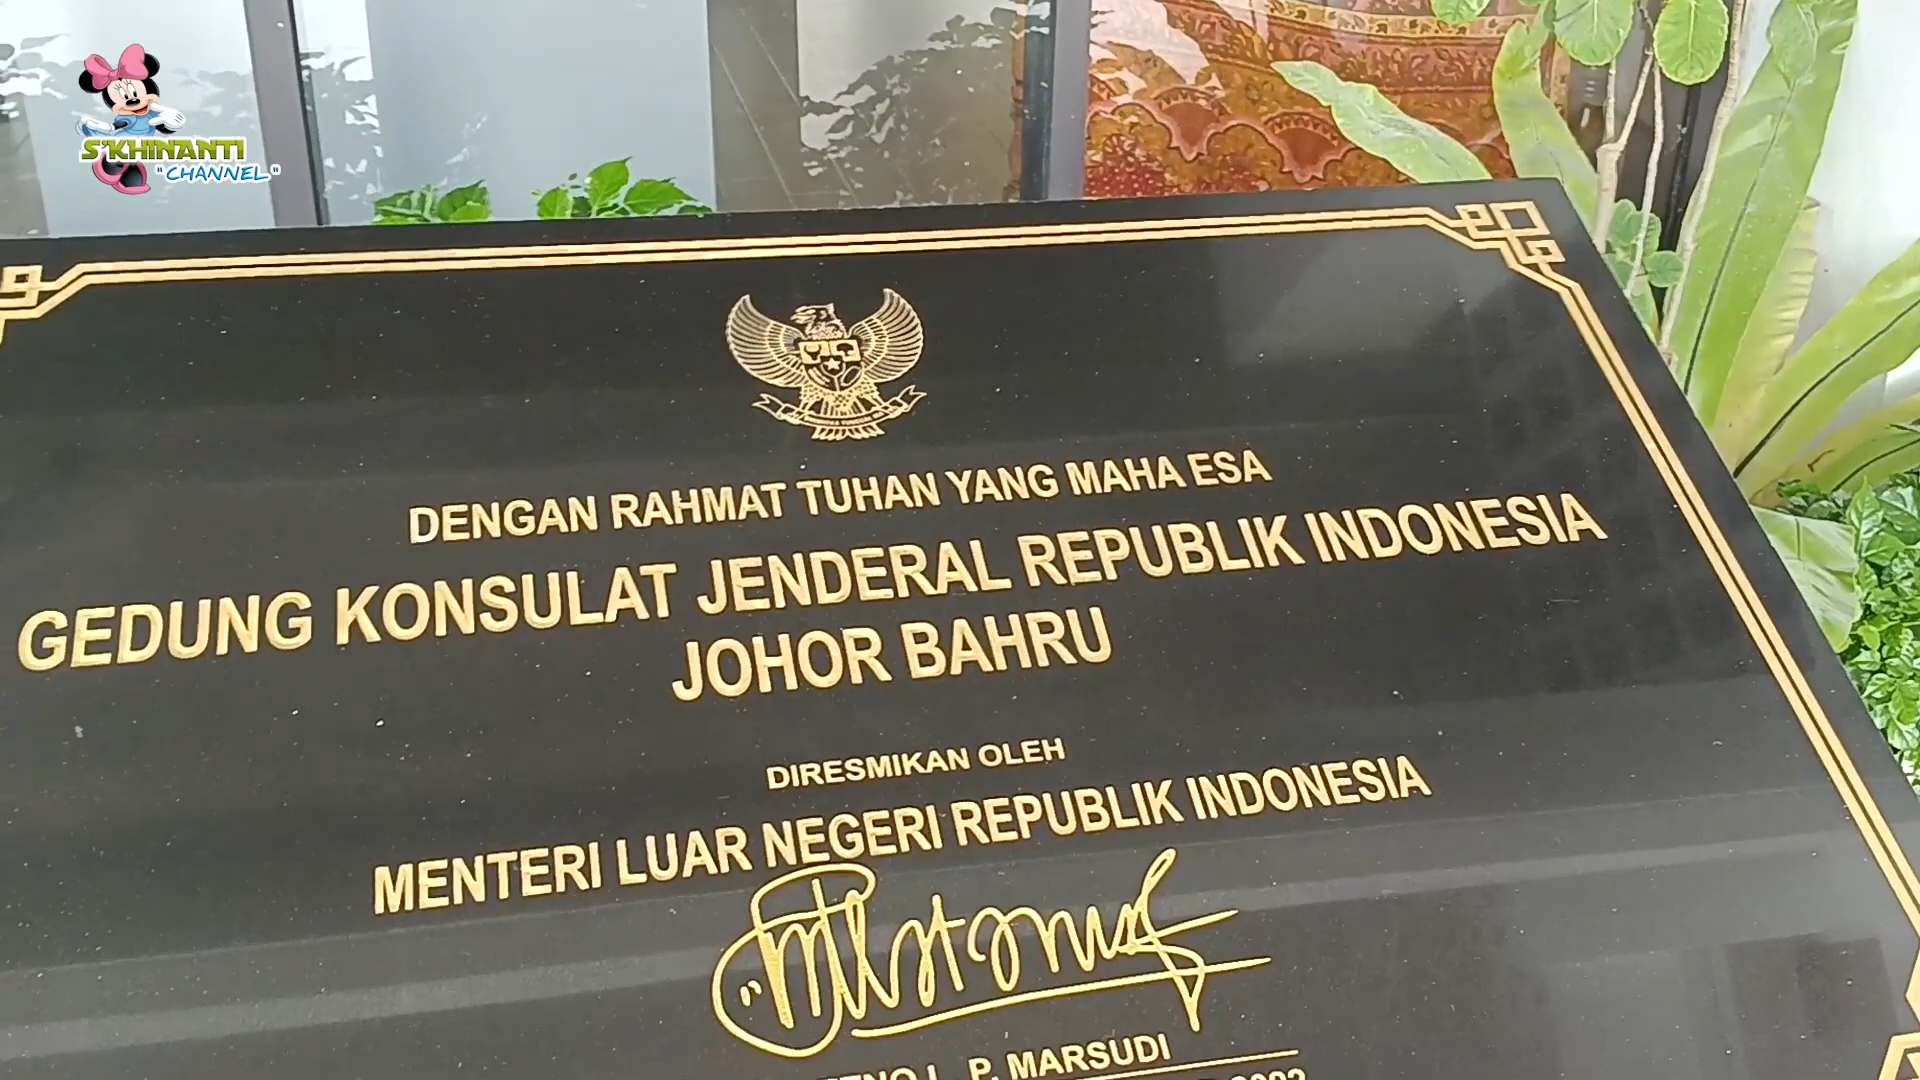 S'KHINANTI
"CHANNEL"
DENGAN RAHMAT TUHAN YANG MAHA ESA
GEDUNG KONSULAT JENDERAL REPUBLIK INDONESIA
JOHOR BAHRU
DIRESMIKAN OLEH
MENTERI LUAR NEGERI REPUBLIK INDONESIA
L. P. MARSUDI